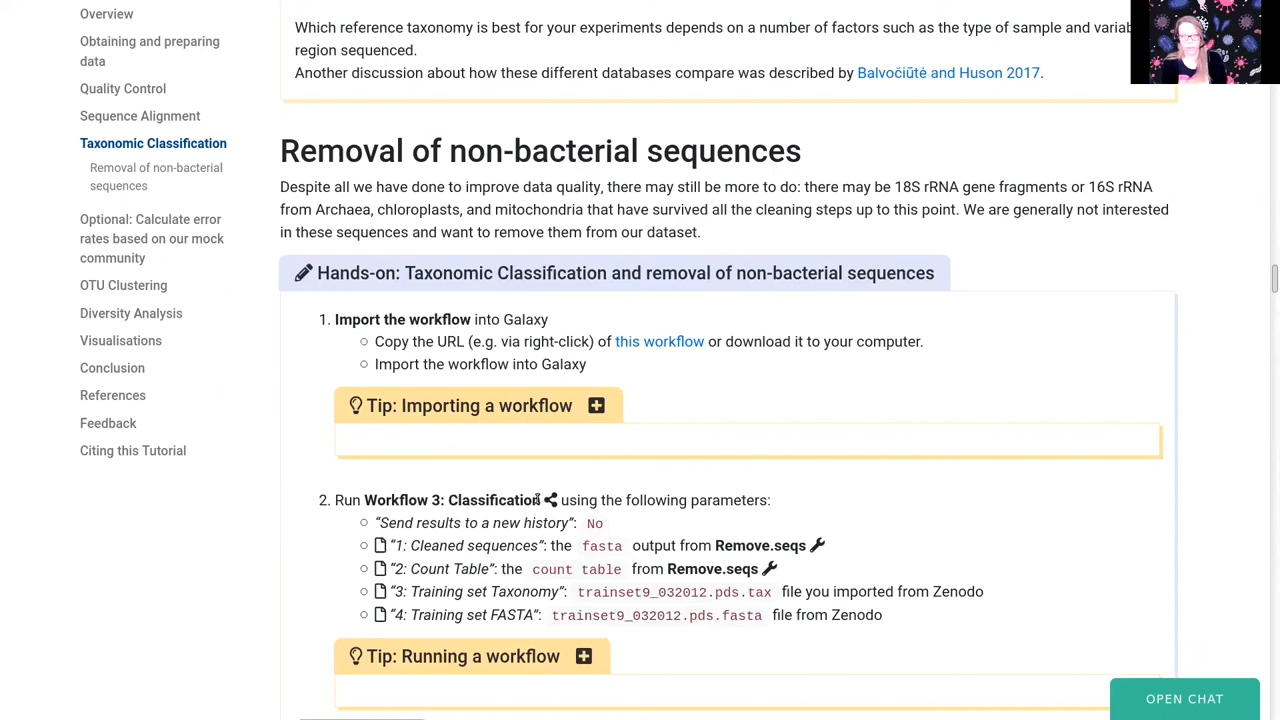 Overview
Obtaining and preparing
data
Quality Control
Sequence Alignment
Taxonomic Classification
Removal of non-bacterial
sequences
Optional: Calculate error
rates based on our mock
community
OTU Clustering
Diversity Analysis
Visualisations
Conclusion
References
Feedback
Citing this Tutorial
Which reference taxonomy is best for your experiments depends on a number of factors such as the type of sample and
region sequenced.
Another discussion about how these different databases compare was described by Balvočiūtė and Huson 2017.
Removal of non-bacterial sequences
Despite all we have done to improve data quality, there may still be more to do: there may be 18S rRNA gene fragments or 16S rRNA
from Archaea, chloroplasts, and mitochondria that have survived all the cleaning steps up to this point. We are generally not interested
in these sequences and want to remove them from our dataset.
Hands-on: Taxonomic Classification and removal of non-bacterial sequences
1. Import the workflow into Galaxy
Copy the URL (e.g. via right-click) of this workflow or download it to your computer.
Import the workflow into Galaxy
Tip: Importing a workflow
2. Run Workflow 3: Classification using the following parameters:
“Send results to a new history”: No
“1: Cleaned sequences”: the fasta output from Remove.seqs
“2: Count Table”: the count table from Remove.seqs
“3: Training set Taxonomy”: trainset9_032012.pds.tax file you imported from Zenodo
“4: Training set FASTA”: trainset9_032012.pds.fasta file from Zenodo
Tip: Running a workflow
OPEN CHAT